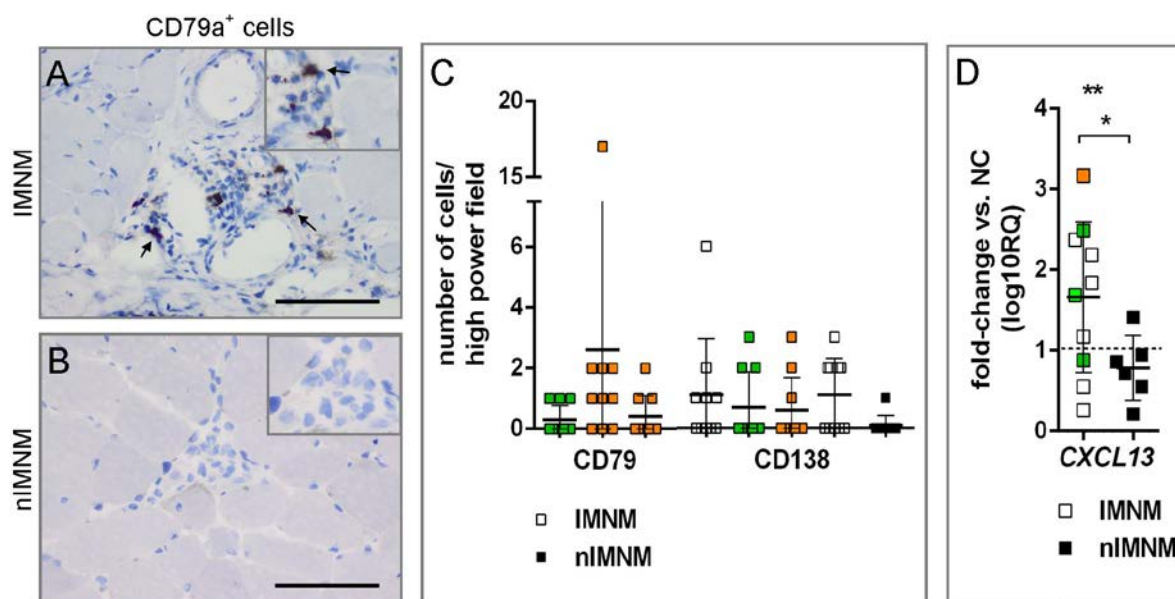 CD79a+ cells
A
IMNM
B
nIMNM
C
number of cells/
high power field
20
15
6
4
2
0
CD79
CD138
IMNM
nIMNM
D
**
*
fold-change vs. NC
(log10RQ)
4
3
2
1
0
CXCL13
IMNM
nIMNM